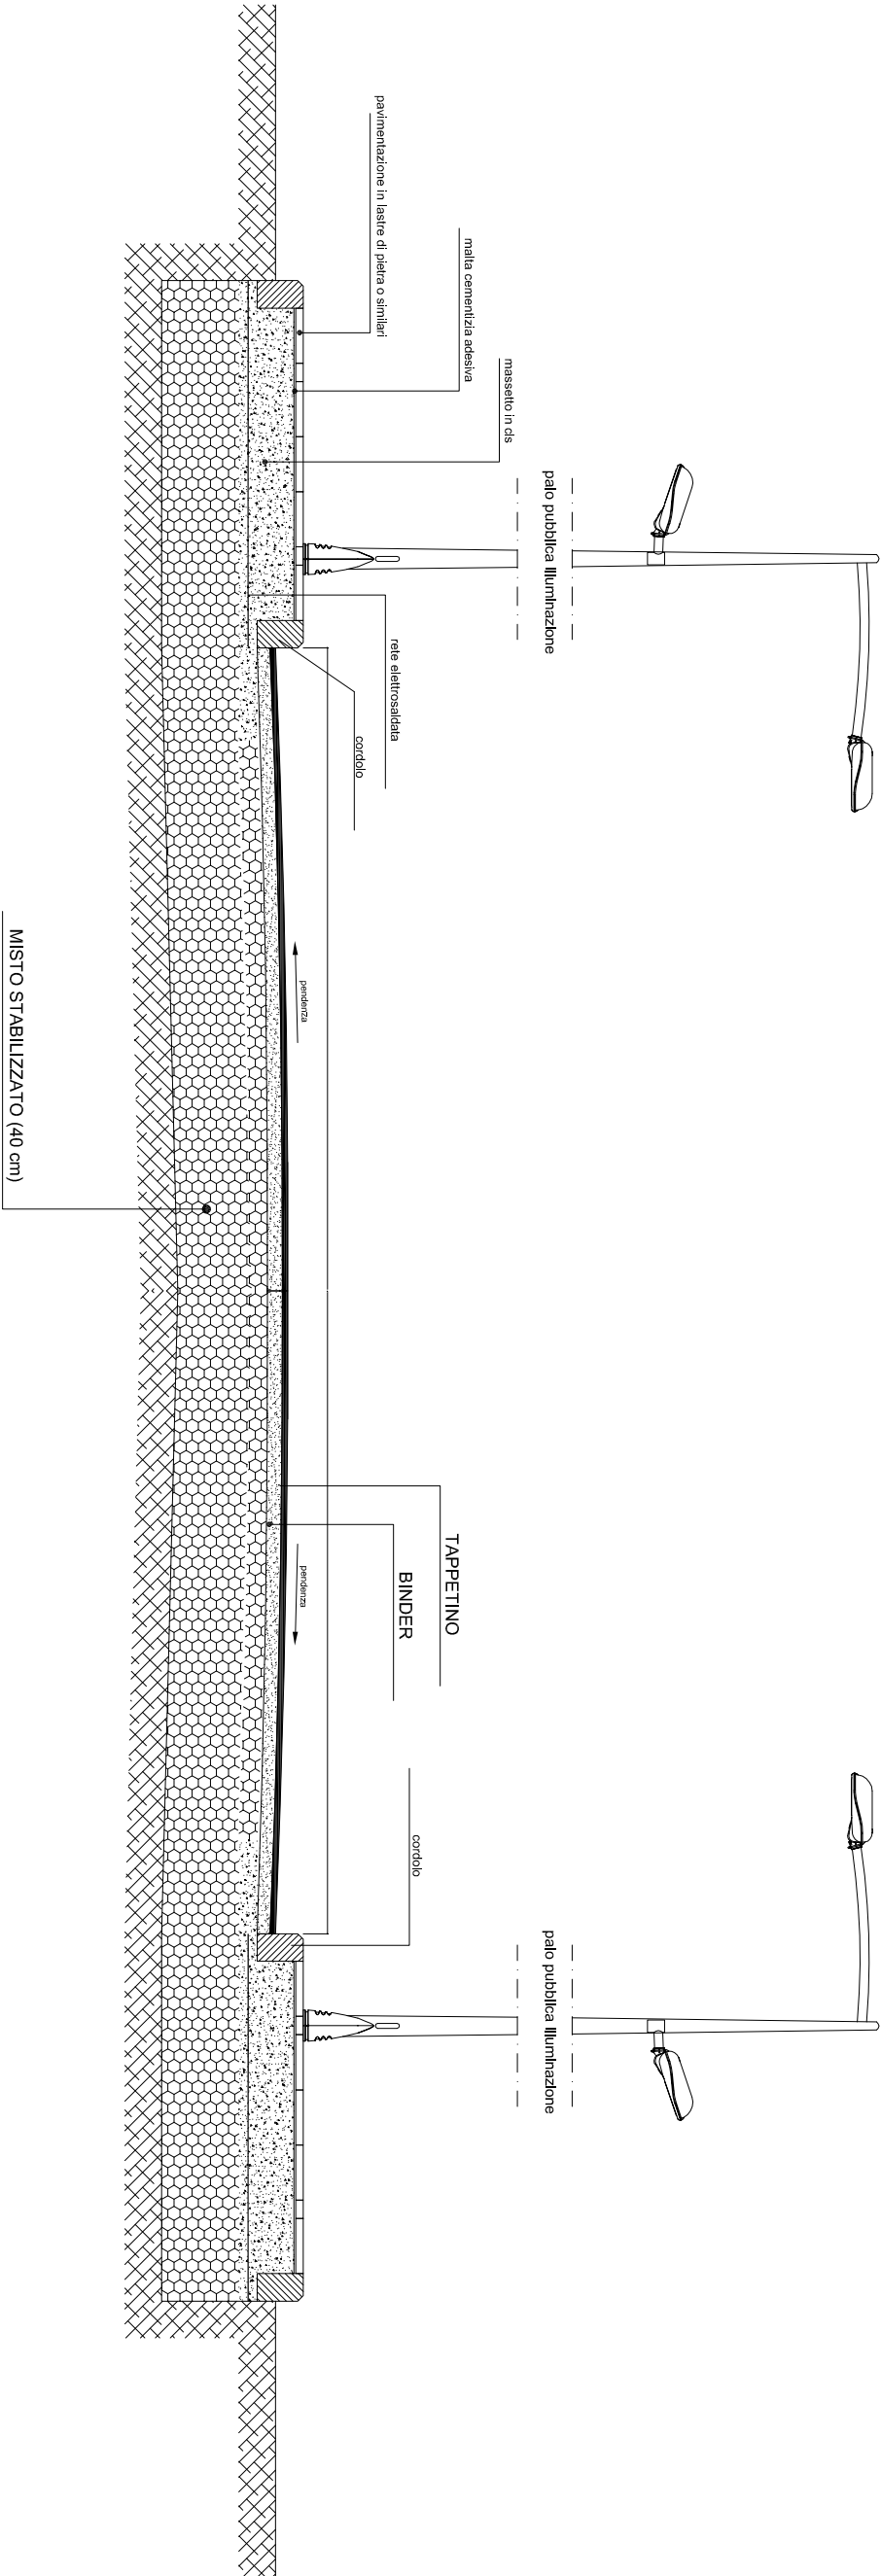 pavimentazione in lastre di pietra o similari
malta cementizia adesiva
massetto in cls
palo pubblica illuminazione
rete elettrosaldata
cordolo
pendenza
MISTO STABILIZZATO (40 cm)
TAPPETINO
BINDER
pendenza
cordolo
palo pubblica illuminazione